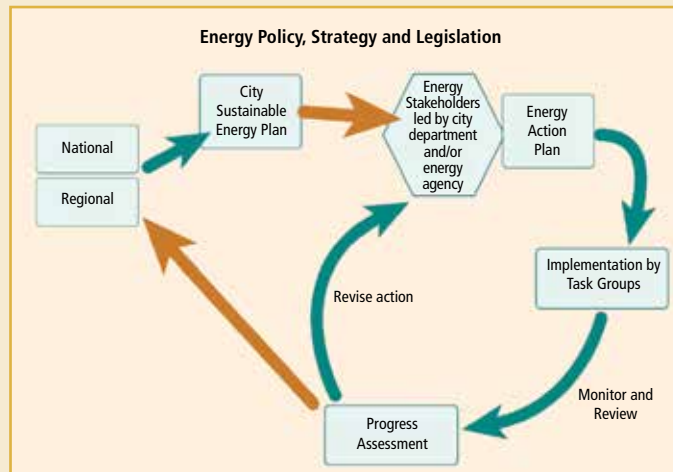 Energy Policy, Strategy and Legislation
National
Regional
City
Sustainable
Energy Plan
Energy
Stakeholders
led by city
department
and/or
energy
agency
Energy
Action
Plan
Implementation by
Task Groups
Monitor and
Review
Progress
Assessment
Revise action